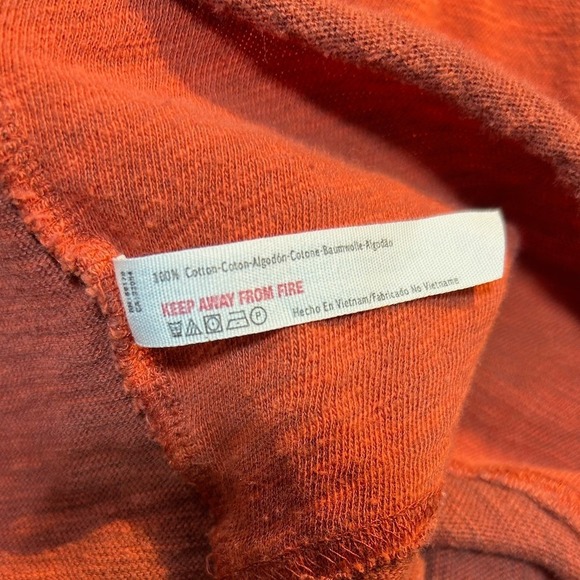 100% Cotton-Coton-Algodón-Cotone-Baumwolle-Algodão
KEEP AWAY FROM FIRE
P
Hecho En Vietnam/Fabricado No Vietname